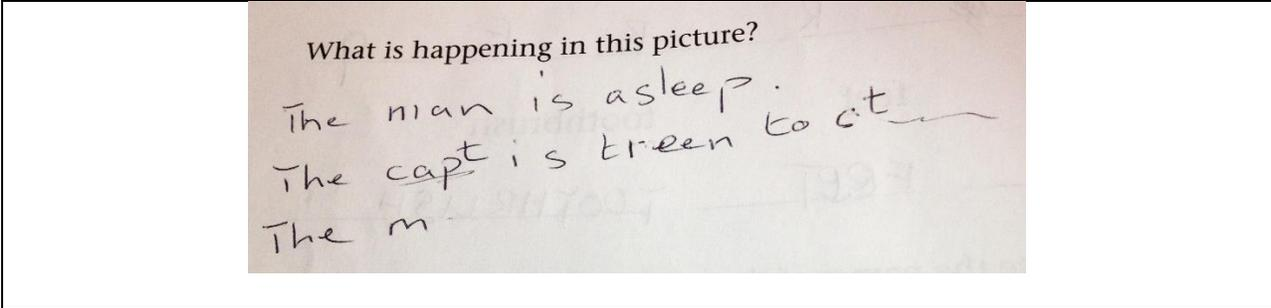 What is happening in this picture?
The man is asleep.
The capt is treen to cit
The m